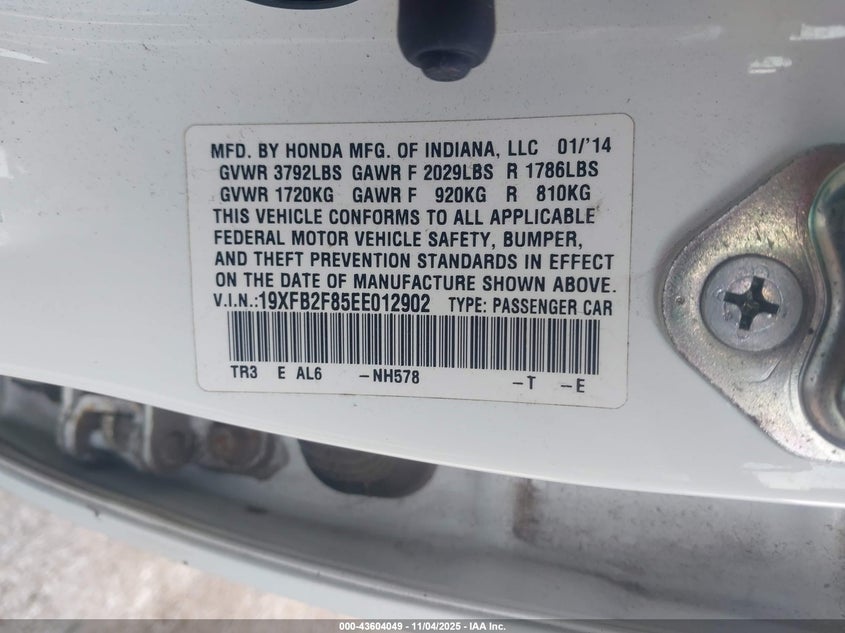 MFD. BY HONDA MFG. OF INDIANA, LLC 01/'14
GVWR 3792LBS GAWR F 2029LBS R 1786LBS
GVWR 1720KG GAWR F 920KG R 810KG
THIS VEHICLE CONFORMS TO ALL APPLICABLE
FEDERAL MOTOR VEHICLE SAFETY, BUMPER,
AND THEFT PREVENTION STANDARDS IN EFFECT
ON THE DATE OF MANUFACTURE SHOWN ABOVE.
V.I.N.:19XFB2F85EE012902 TYPE: PASSENGER CAR
TR3 E AL6 –NH578 –T –E
000-43604049 | 11/04/2025 - IAA Inc.